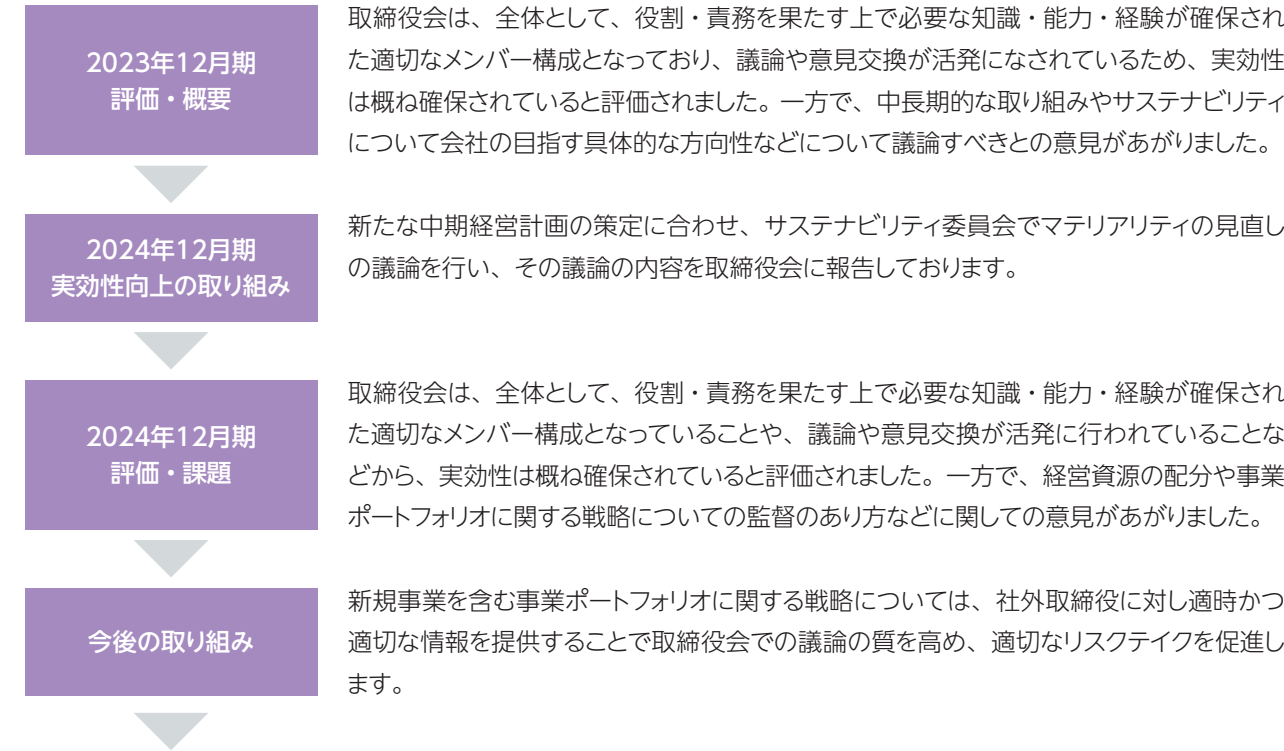 2023年12月期
評価・概要
取締役会は、全体として、役割・責務を果たす上で必要な知識・能力・経験が確保され
た適切なメンバー構成となっており、議論や意見交換が活発になされているため、実効性
は概ね確保されていると評価されました。一方で、中長期的な取り組みやサステナビリティ
について会社の目指す具体的な方向性などについて議論すべきとの意見があがりました。
2024年12月期
実効性向上の取り組み
新たな中期経営計画の策定に合わせ、サステナビリティ委員会でマテリアリティの見直し
の議論を行い、その議論の内容を取締役会に報告しております。
2024年12月期
評価・課題
取締役会は、全体として、役割・責務を果たす上で必要な知識・能力・経験が確保され
た適切なメンバー構成となっていることや、議論や意見交換が活発に行われていることな
どから、実効性は概ね確保されていると評価されました。一方で、経営資源の配分や事業
ポートフォリオに関する戦略についての監督のあり方などに関しての意見があがりました。
今後の取り組み
新規事業を含む事業ポートフォリオに関する戦略については、社外取締役に対し適時かつ
適切な情報を提供することで取締役会での議論の質を高め、適切なリスクテイクを促進し
ます。